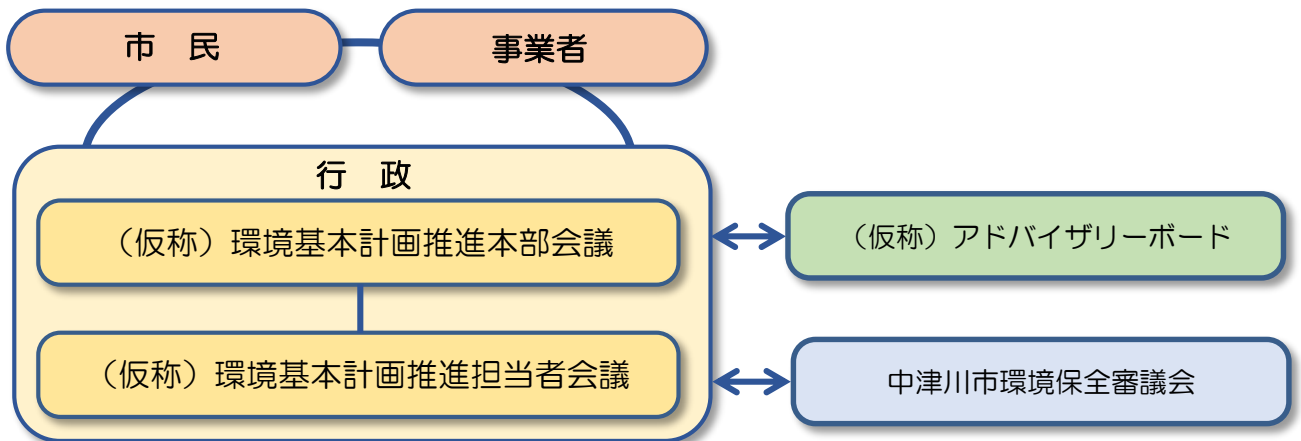 市　民
事業者
行　政
（仮称）環境基本計画推進本部会議
（仮称）アドバイザリーボード
（仮称）環境基本計画推進担当者会議
中津川市環境保全審議会